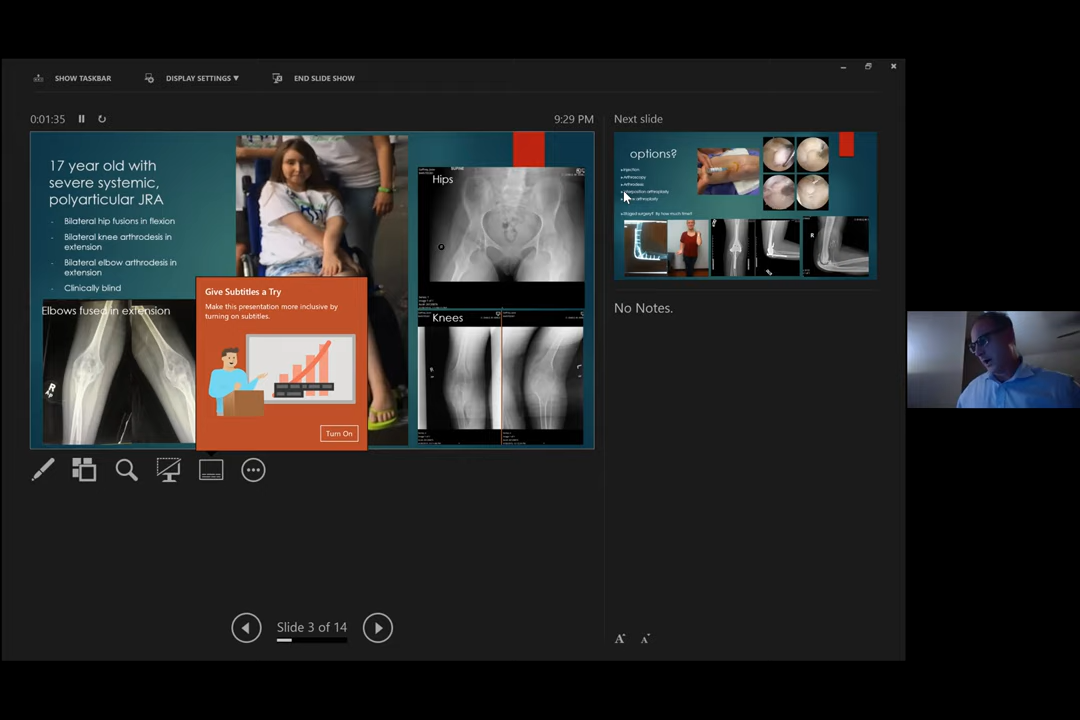 SHOW TASKBAR
DISPLAY SETTINGS ▼
END SLIDE SHOW
0:01:35
9:29 PM
Next slide
17 year old with
severe systemic,
polyarticular JRA
- Bilateral hip fusions in flexion
- Bilateral knee arthrodesis in
extension
- Bilateral elbow arthrodesis in
extension
- Clinically blind
Elbows fused in extension
Hips
Knees
Give Subtitles a Try
Make this presentation more inclusive by
turning on subtitles.
Turn On
options?
Injection
Arthroscopy
Arthrodesis
R
No Notes.
Slide 3 of 14
A
A